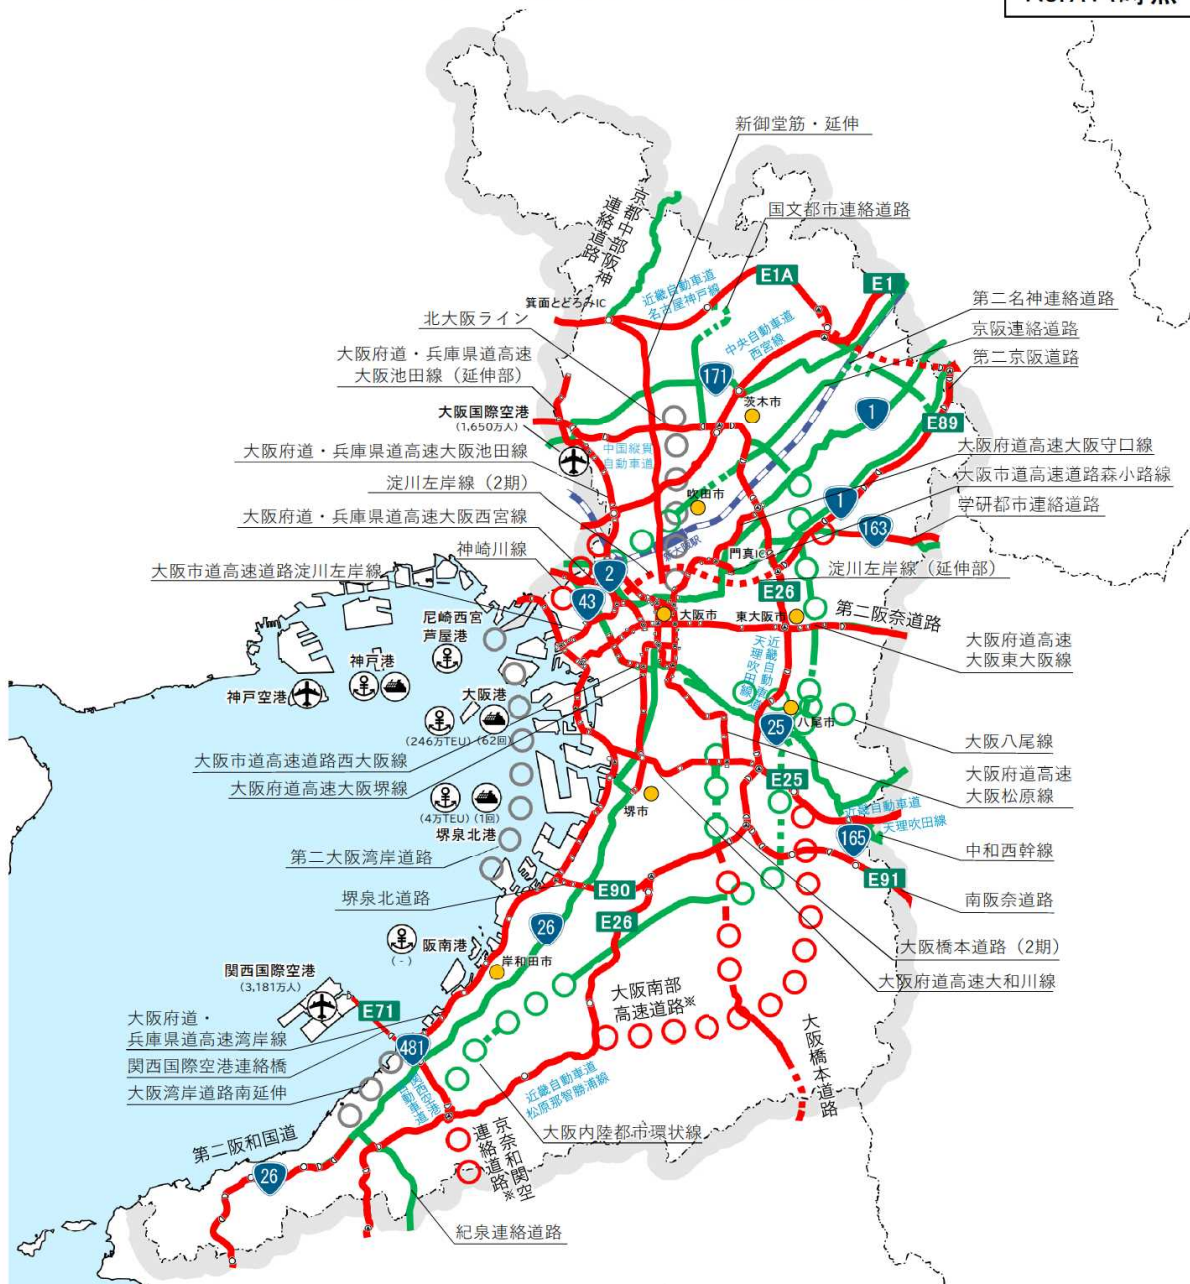 新御堂筋・延伸
京都中部阪神
連絡道路
国文都市連絡道路
E1A
E1
近畿自動車道
名古屋神戸線
箕面とどろみIC
第二名神連絡道路
北大阪ライン
中央自動車道
西宮線
京阪連絡道路
大阪府道・兵庫県道高速
大阪池田線（延伸部）
第二京阪道路
171
茨木市
1
大阪国際空港
(1,650万人)
E89
中国縦貫
自動車道
大阪府道高速大阪守口線
大阪府道・兵庫県道高速大阪池田線
大阪市道高速道路森小路線
淀川左岸線（2期）
吹田市
1
学研都市連絡道路
大阪府道・兵庫県道高速大阪西宮線
163
新大阪駅
神崎川線
門真IC
大阪市道高速道路淀川左岸線
2
淀川左岸線（延伸部）
43
E26
尼崎西宮
芦屋港
大阪市
東大阪市
第二阪奈道路
大阪府道高速
大阪東大阪線
近畿自動車道
天理吹田線
神戸港
神戸空港
大阪港
(246万TEU)
(62回)
25
八尾市
大阪八尾線
大阪市道高速道路西大阪線
大阪府道高速大阪堺線
大阪府道高速
大阪松原線
E25
(4万TEU)
(1回)
堺市
近畿自動車道
天理吹田線
堺泉北港
165
中和西幹線
第二大阪湾岸道路
E91
堺泉北道路
E90
南阪奈道路
E26
26
大阪橋本道路（2期）
阪南港
(-)
岸和田市
関西国際空港
(3,181万人)
大阪府道高速大和川線
大阪南部
高速道路※
E71
大阪府道・
兵庫県道高速湾岸線
大阪橋本道路
481
関西国際空港連絡橋
大阪湾岸道路南延伸
関西空港
自動車道
近畿自動車道
松原那智勝浦線
大阪内陸都市環状線
第二阪和国道
京奈和関空
連絡道路※
26
紀泉連絡道路